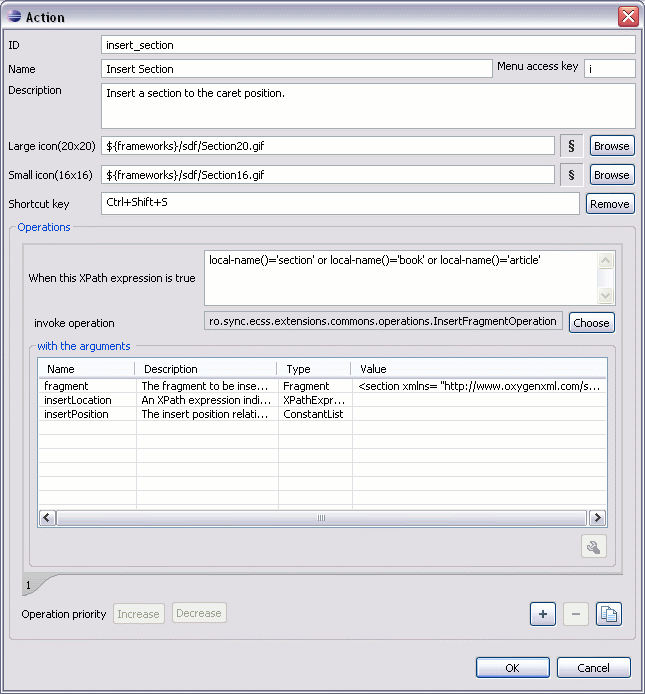 Action
ID insert_section
Name Insert Section Menu access key i
Description Insert a section to the caret position.
Large icon(20x20) ${frameworks}/sdf/Section20.gif § Browse
Small icon(16x16) ${frameworks}/sdf/Section16.gif § Browse
Shortcut key Ctrl+Shift+S Remove
Operations
When this XPath expression is true local-name()='section' or local-name()='book' or local-name()='article'
invoke operation ro.sync.ecss.extensions.commons.operations.InsertFragmentOperation Choose
with the arguments
Name Description Type Value
fragment The fragment to be inse... Fragment <section xmlns= "http://www.oxygenxml.com/s...
insertLocation An XPath expression indi... XPathExpr...
insertPosition The insert position relati... ConstantList
1
Operation priority Increase Decrease + −
OK Cancel